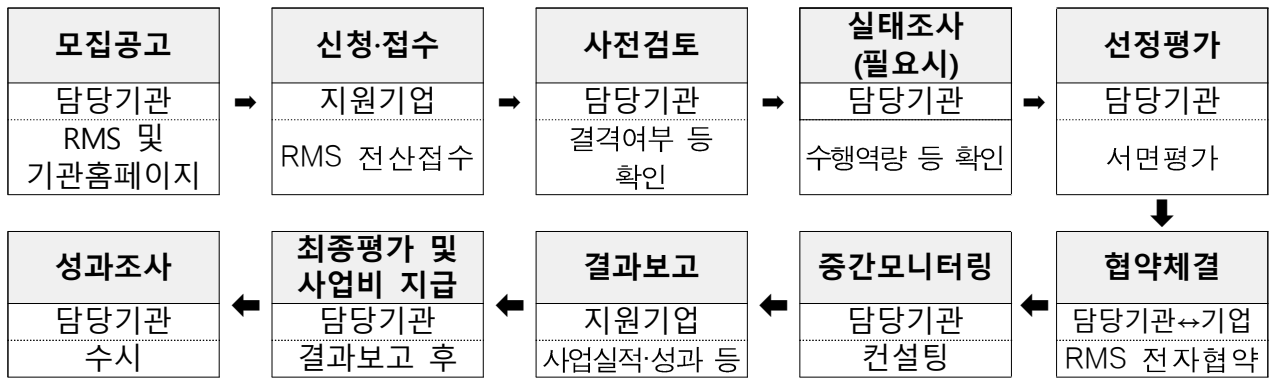 모집공고
담당기관
RMS 및
기관홈페이지
➡
신청·접수
지원기업
RMS 전산접수
➡
사전검토
담당기관
결격여부 등
확인
➡
실태조사
(필요시)
담당기관
수행역량 등 확인
➡
선정평가
담당기관
서면평가
⬇
협약체결
담당기관↔기업
RMS 전자협약
⬅
중간모니터링
담당기관
컨설팅
⬅
결과보고
지원기업
사업실적·성과 등
⬅
최종평가 및
사업비 지급
담당기관
결과보고 후
⬅
성과조사
담당기관
수시